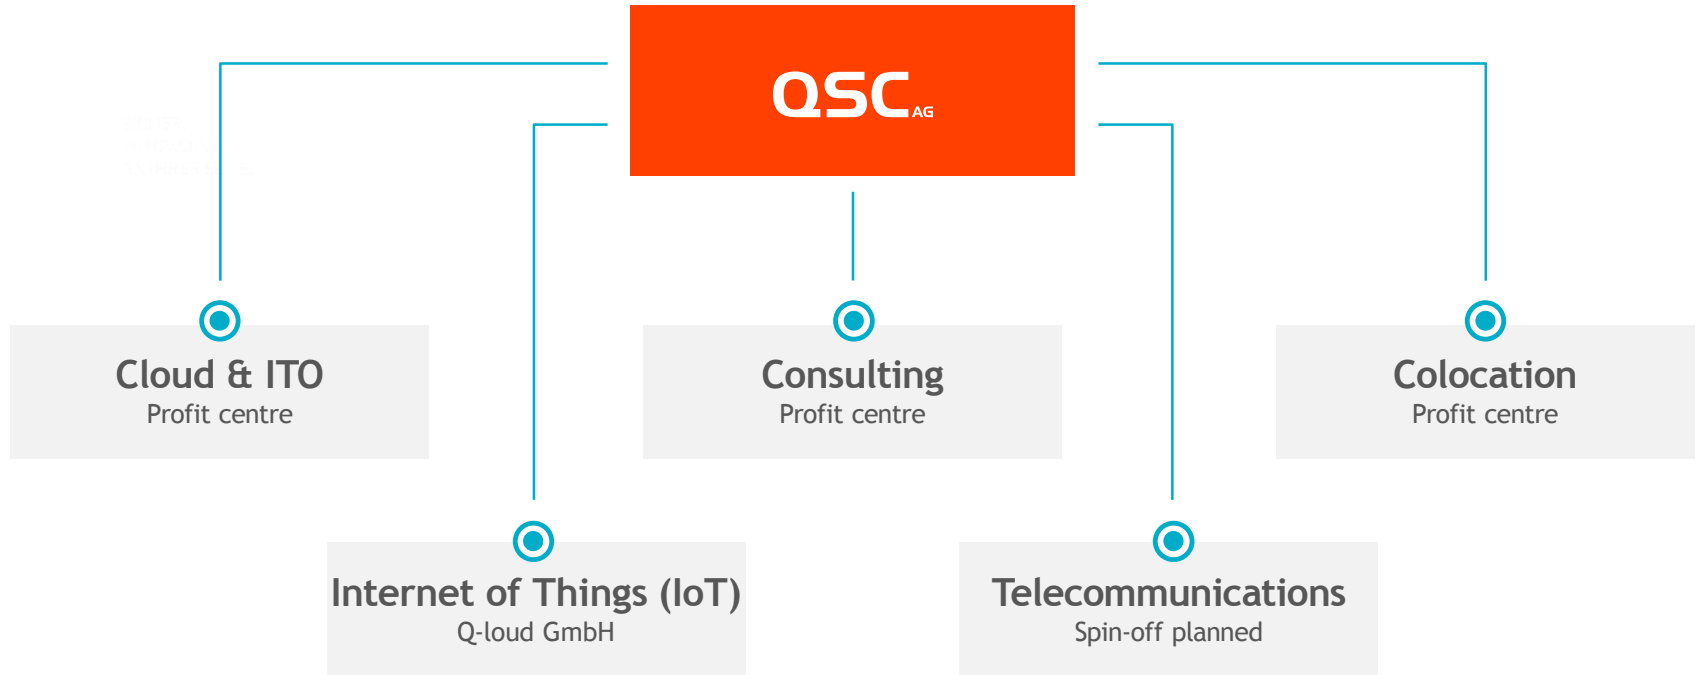 QSC AG
Cloud & ITO
Profit centre
Consulting
Profit centre
Colocation
Profit centre
Internet of Things (IoT)
Q-loud GmbH
Telecommunications
Spin-off planned